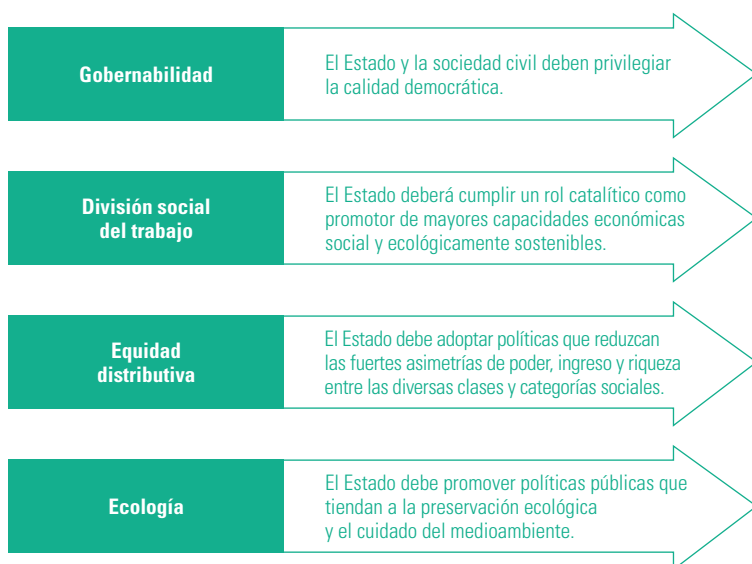 Gobernabilidad
El Estado y la sociedad civil deben privilegiar
la calidad democrática.
División social
del trabajo
El Estado deberá cumplir un rol catalítico como
promotor de mayores capacidades económicas
social y ecológicamente sostenibles.
Equidad
distributiva
El Estado debe adoptar políticas que reduzcan
las fuertes asimetrías de poder, ingreso y riqueza
entre las diversas clases y categorías sociales.
Ecología
El Estado debe promover políticas públicas que
tiendan a la preservación ecológica
y el cuidado del medioambiente.